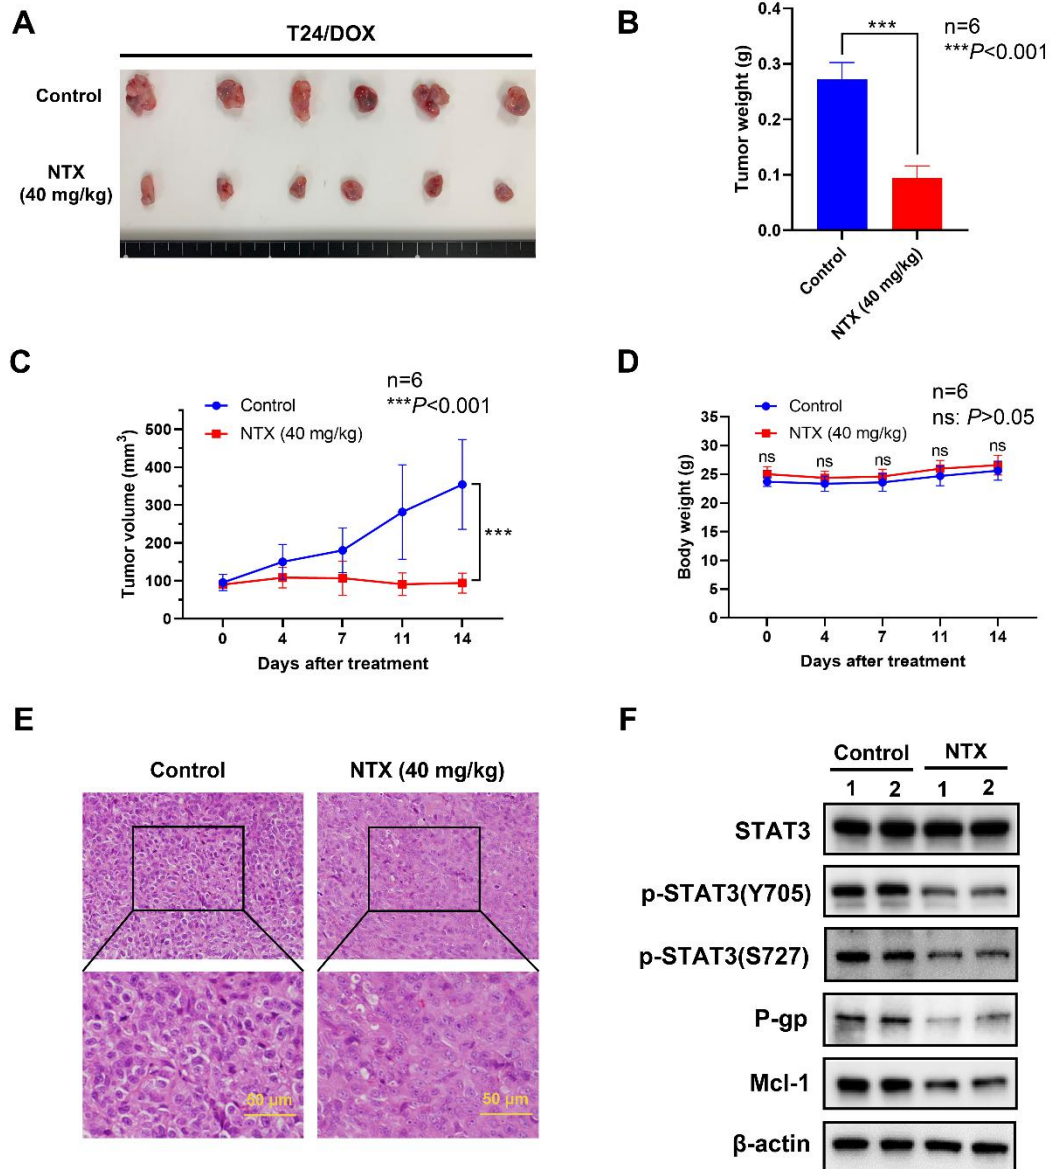 A
T24/DOX
Control
NTX
(40 mg/kg)
B
Tumor weight (g)
0.4
0.3
0.2
0.1
0.0
***
n=6
***P<0.001
Control
NTX (40 mg/kg)
C
n=6
***P<0.001
Control
NTX (40 mg/kg)
Tumor volume (mm³)
500
400
300
200
100
0
***
0 4 7 11 14
Days after treatment
D
n=6
ns: P>0.05
Control
NTX (40 mg/kg)
Body weight (g)
35
30
25
20
15
10
5
0
ns ns ns ns ns
0 4 7 11 14
Days after treatment
E
Control NTX (40 mg/kg)
50 μm 50 μm
F
Control NTX
1 2 1 2
STAT3
p-STAT3(Y705)
p-STAT3(S727)
P-gp
Mcl-1
β-actin